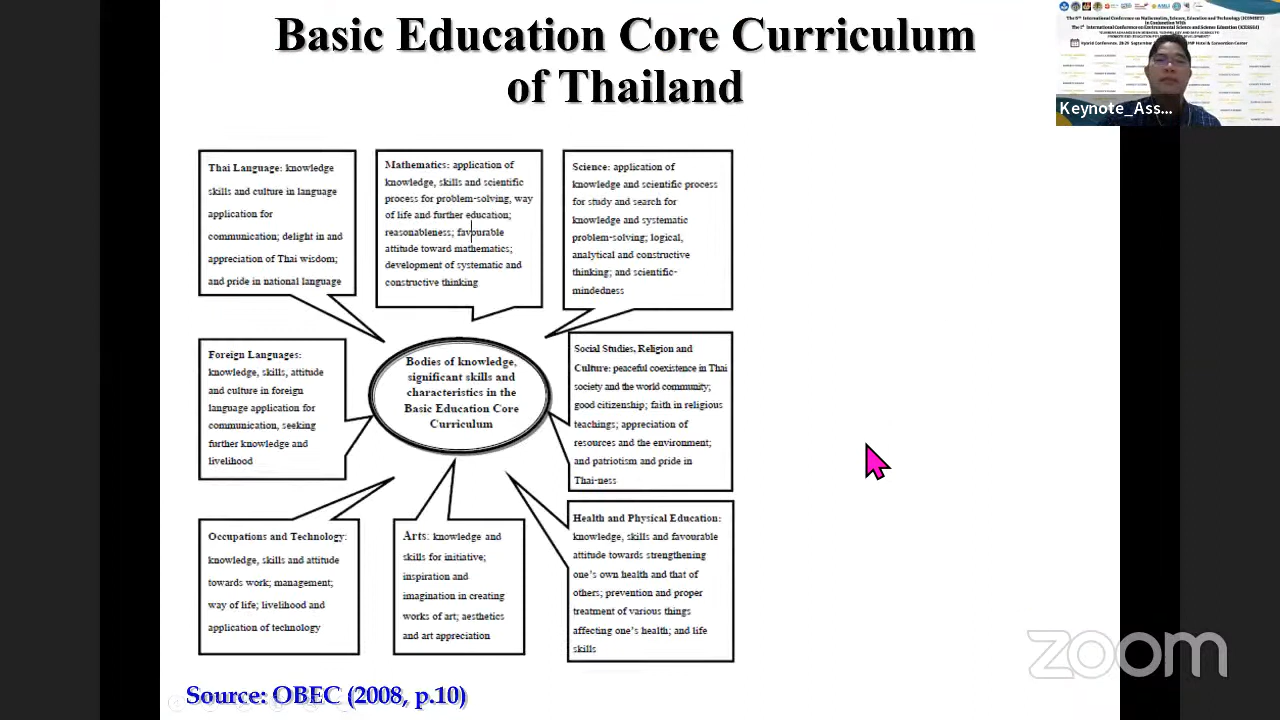 Basic Education Core Curriculum
of Thailand
Thai Language: knowledge
skills and culture in language
application for
communication; delight in and
appreciation of Thai wisdom;
and pride in national language
Mathematics: application of
knowledge, skills and scientific
process for problem-solving, way
of life and further education;
reasonableness; favourable
attitude toward mathematics;
development of systematic and
constructive thinking
Science: application of
knowledge and scientific process
for study and search for
knowledge and systematic
problem-solving; logical,
analytical and constructive
thinking; and scientific-
mindedness
Foreign Languages:
knowledge, skills, attitude
and culture in foreign
language application for
communication, seeking
further knowledge and
livelihood
Bodies of knowledge,
significant skills and
characteristics in the
Basic Education Core
Curriculum
Social Studies, Religion and
Culture: peaceful coexistence in Thai
society and the world community;
good citizenship; faith in religious
teachings; appreciation of
resources and the environment;
and patriotism and pride in
Thai-ness
Occupations and Technology:
knowledge, skills and attitude
towards work; management;
way of life; livelihood and
application of technology
Arts: knowledge and
skills for initiative;
inspiration and
imagination in creating
works of art; aesthetics
and art appreciation
Health and Physical Education:
knowledge, skills and favourable
attitude towards strengthening
one's own health and that of
others; prevention and proper
treatment of various things
affecting one's health; and life
skills
Source: OBEC (2008, p.10)
Keynote_Ass...
zoom